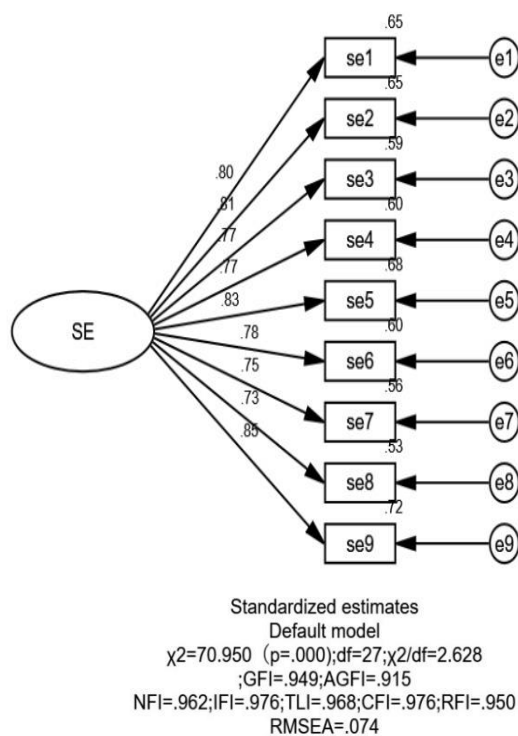 .65
se1
e1
.65
se2
e2
.59
se3
e3
.60
se4
e4
.68
se5
e5
.60
se6
e6
.56
se7
e7
.53
se8
e8
.72
se9
e9
SE
.80
.81
.77
.77
.83
.78
.75
.73
.85
Standardized estimates
Default model
χ2=70.950（p=.000);df=27;χ2/df=2.628
;GFI=.949;AGFI=.915
NFI=.962;IFI=.976;TLI=.968;CFI=.976;RFI=.950
RMSEA=.074